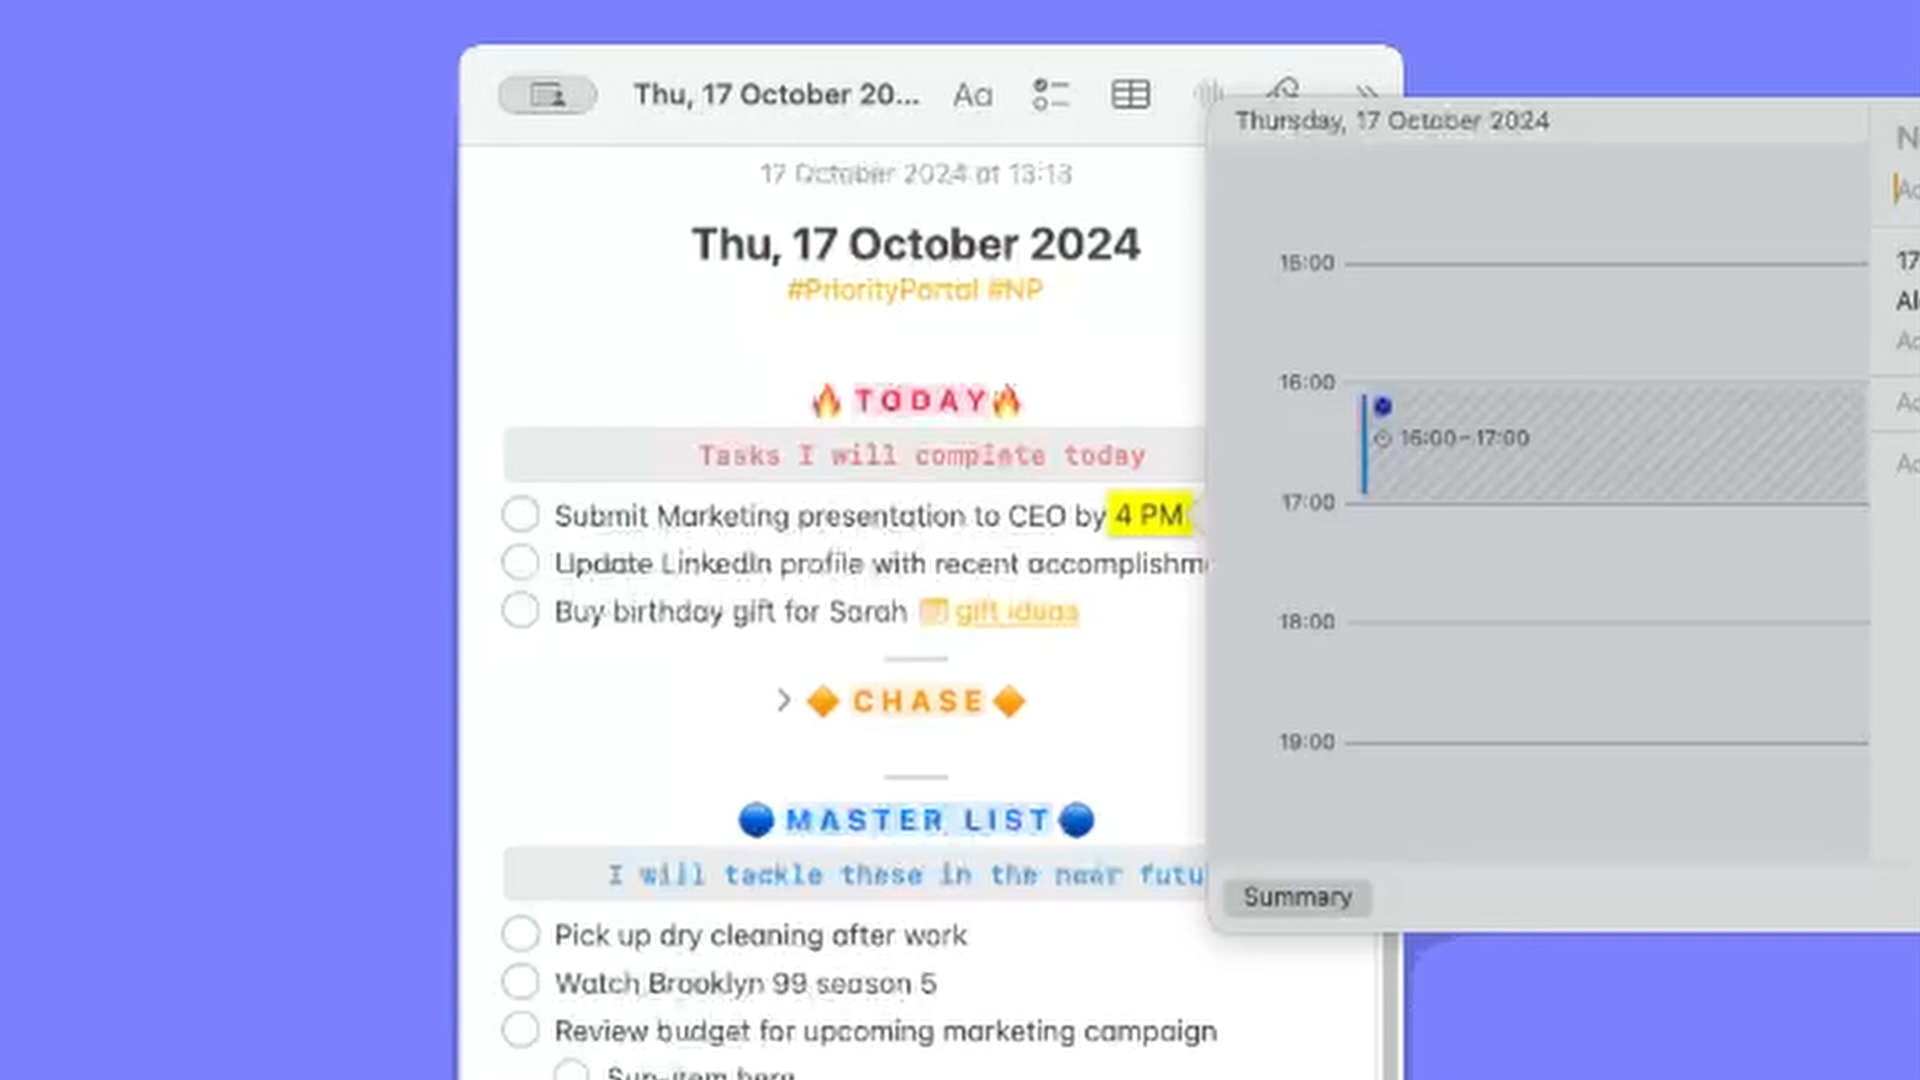 Thu, 17 October 20...
Aa
17 October 2024 at 13:13
Thu, 17 October 2024
#PriorityPortal #NP
🔥 TODAY🔥
Tasks I will complete today
Submit Marketing presentation to CEO by 4 PM
Update LinkedIn profile with recent accomplishm
Buy birthday gift for Sarah gift ideas
🔶 CHASE 🔶
🔵 MASTER LIST 🔵
I will tackle these in the near futu
Pick up dry cleaning after work
Watch Brooklyn 99 season 5
Review budget for upcoming marketing campaign
Thursday, 17 October 2024
15:00
16:00
16:00–17:00
17:00
18:00
19:00
Summary
17